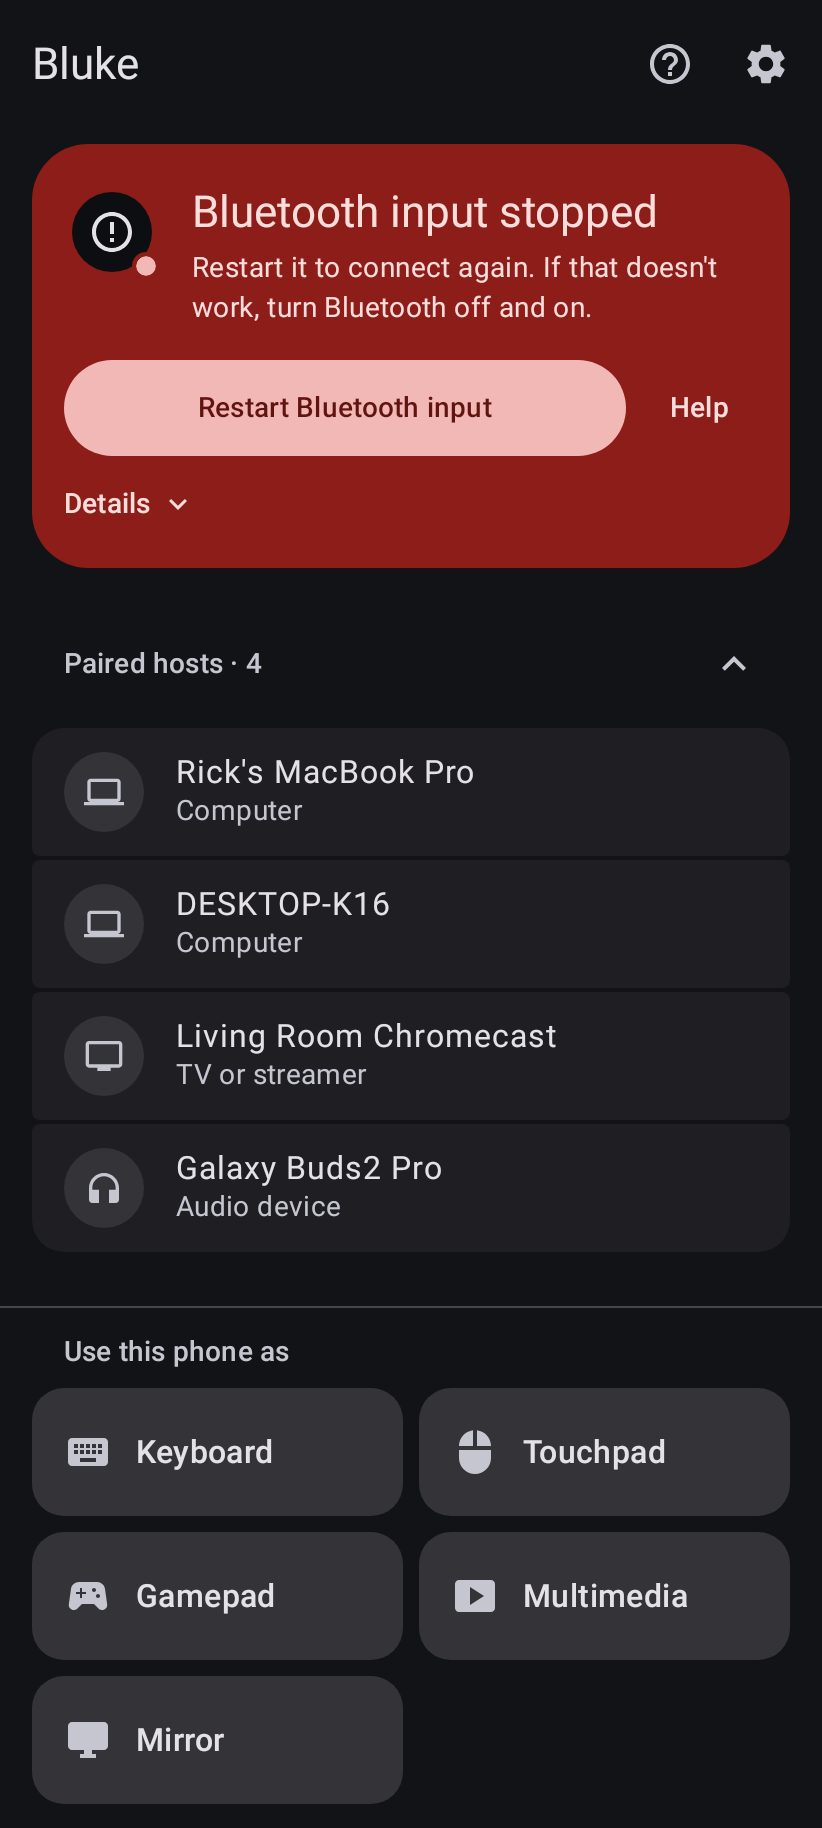 Bluke
Bluetooth input stopped
Restart it to connect again. If that doesn't
work, turn Bluetooth off and on.
Restart Bluetooth input
Help
Details
Paired hosts · 4
Rick's MacBook Pro
Computer
DESKTOP-K16
Computer
Living Room Chromecast
TV or streamer
Galaxy Buds2 Pro
Audio device
Use this phone as
Keyboard
Touchpad
Gamepad
Multimedia
Mirror